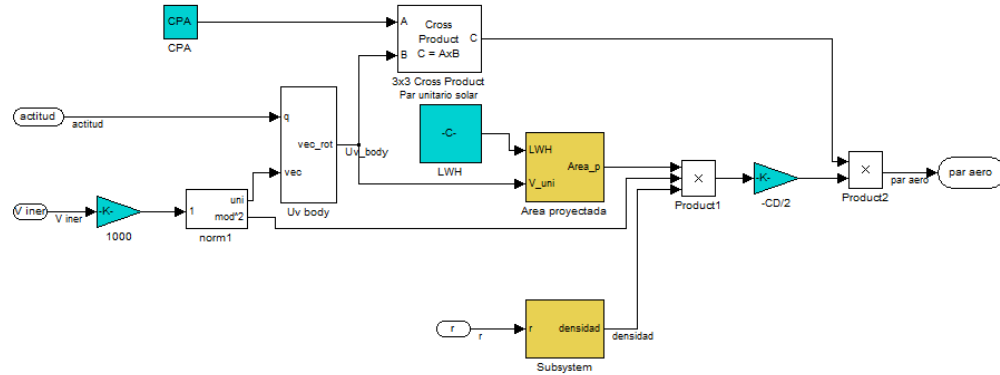 CPA
CPA
A
B
Cross
Product
C = AxB
C
3x3 Cross Product
Par unitario solar
actitud
actitud
q
vec
vec_rot
Uv body
Uv_body
-C-
LWH
LWH
V_uni
Area_p
Area proyectada
V iner
V iner
-K-
1000
1
uni
mod^2
norm1
×
Product1
-K-
-CD/2
×
Product2
par aero
par aero
r
r
r
densidad
densidad
Subsystem